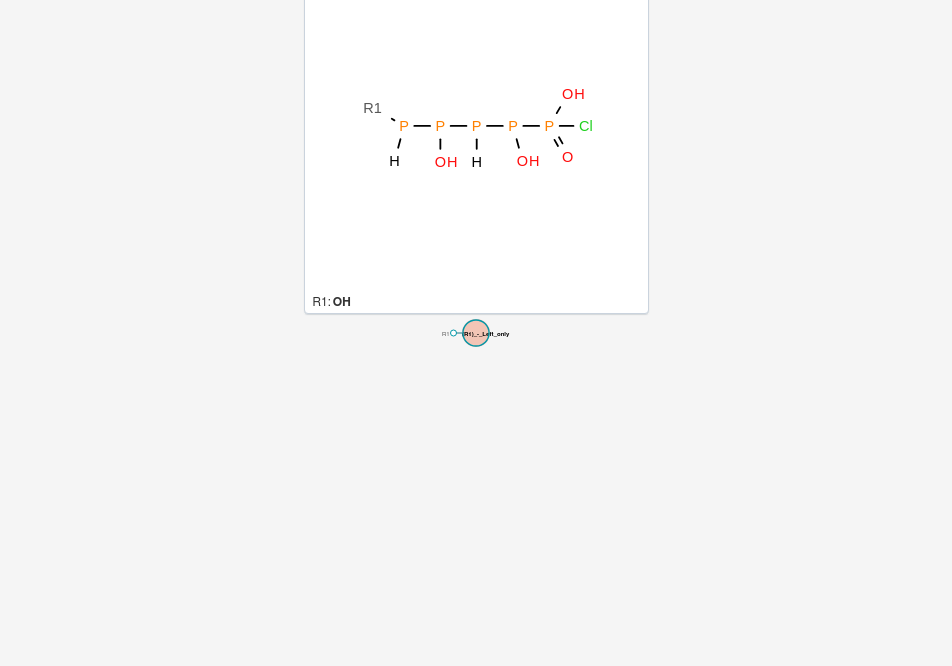 OH
R1
P P P P P Cl
H OH H OH O
R1: OH
R1 R1)_-_Left_only